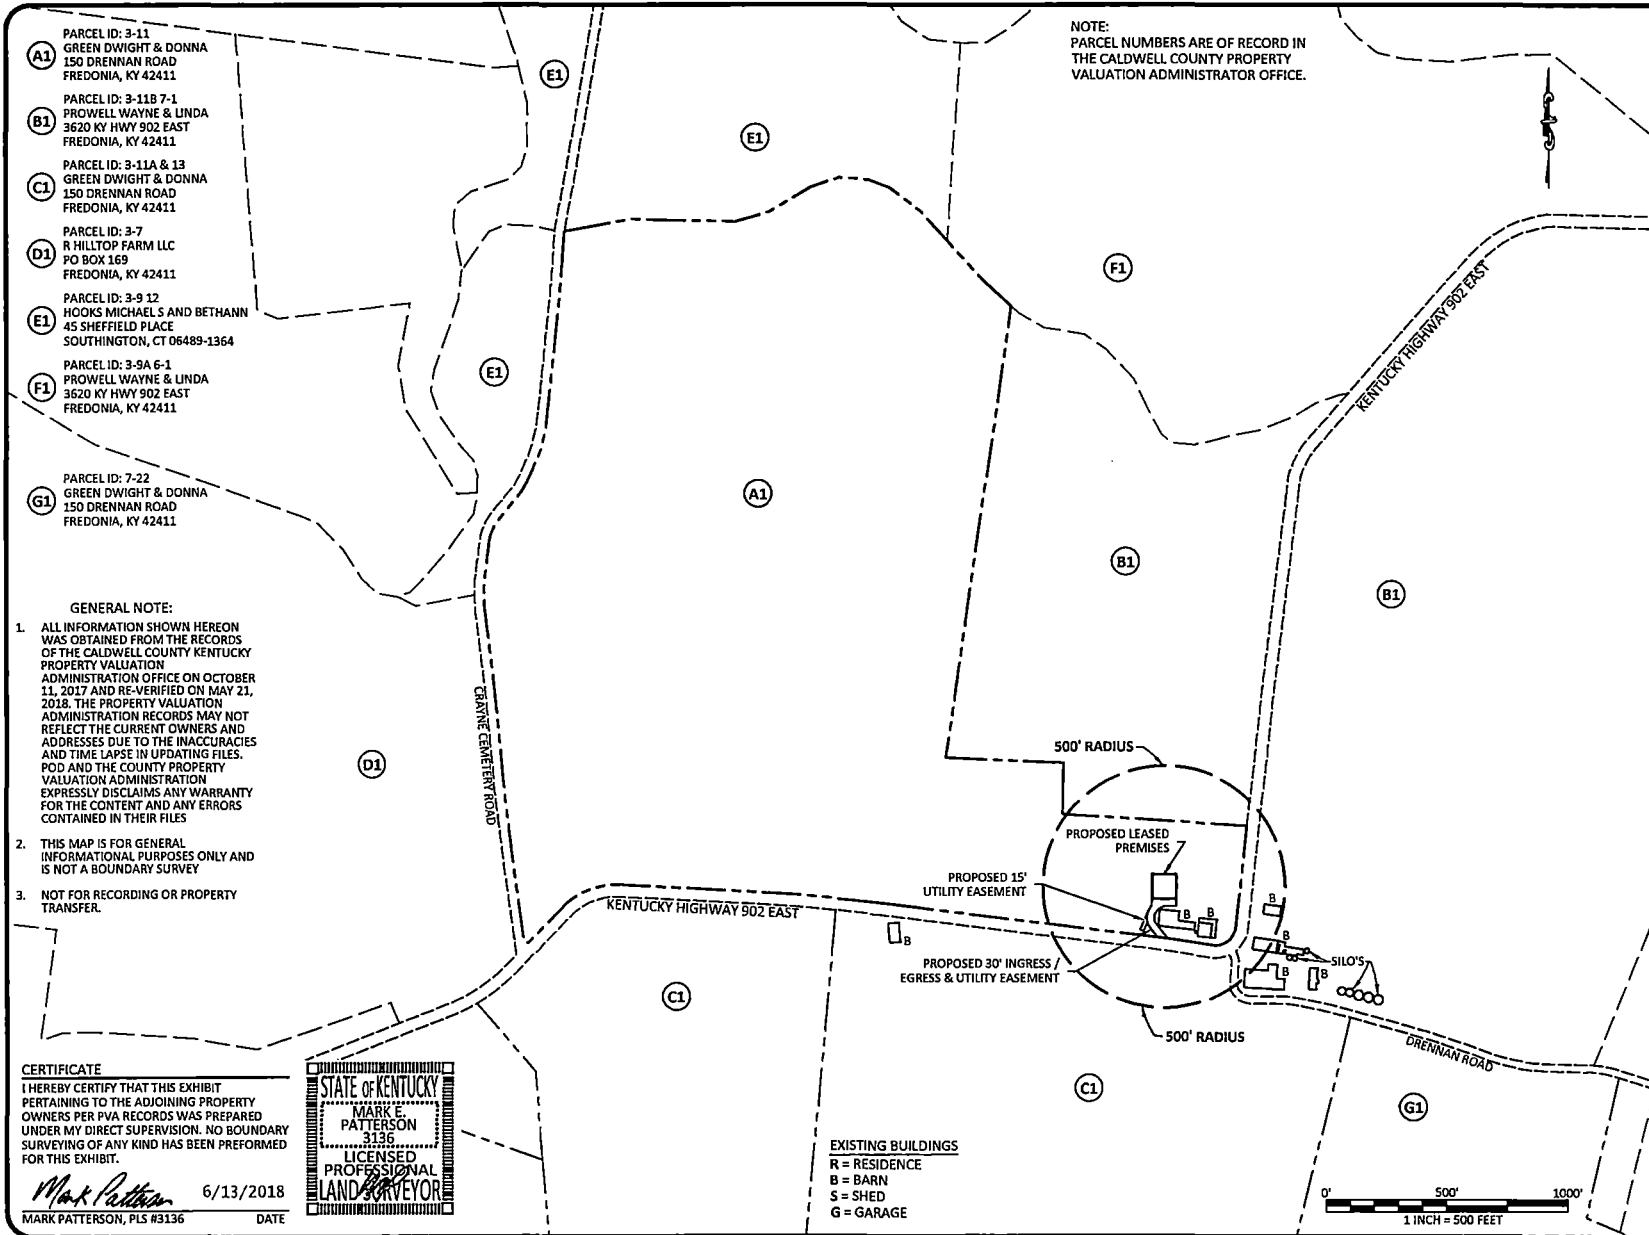 A1
PARCEL ID: 3-11
GREEN DWIGHT & DONNA
150 DRENNAN ROAD
FREDONIA, KY 42411
B1
PARCEL ID: 3-11B 7-1
PROWELL WAYNE & LINDA
3620 KY HWY 902 EAST
FREDONIA, KY 42411
C1
PARCEL ID: 3-11A & 13
GREEN DWIGHT & DONNA
150 DRENNAN ROAD
FREDONIA, KY 42411
D1
PARCEL ID: 3-7
R HILLTOP FARM LLC
PO BOX 169
FREDONIA, KY 42411
E1
PARCEL ID: 3-9 12
HOOKS MICHAEL S AND BETHANN
45 SHEFFIELD PLACE
SOUTHINGTON, CT 06489-1364
F1
PARCEL ID: 3-9A 6-1
PROWELL WAYNE & LINDA
3620 KY HWY 902 EAST
FREDONIA, KY 42411
G1
PARCEL ID: 7-22
GREEN DWIGHT & DONNA
150 DRENNAN ROAD
FREDONIA, KY 42411
GENERAL NOTE:
1. ALL INFORMATION SHOWN HEREON
WAS OBTAINED FROM THE RECORDS
OF THE CALDWELL COUNTY KENTUCKY
PROPERTY VALUATION
ADMINISTRATION OFFICE ON OCTOBER
11, 2017 AND RE-VERIFIED ON MAY 21,
2018. THE PROPERTY VALUATION
ADMINISTRATION RECORDS MAY NOT
REFLECT THE CURRENT OWNERS AND
ADDRESSES DUE TO THE INACCURACIES
AND TIME LAPSE IN UPDATING FILES.
POD AND THE COUNTY PROPERTY
VALUATION ADMINISTRATION
EXPRESSLY DISCLAIMS ANY WARRANTY
FOR THE CONTENT AND ANY ERRORS
CONTAINED IN THEIR FILES
2. THIS MAP IS FOR GENERAL
INFORMATIONAL PURPOSES ONLY AND
IS NOT A BOUNDARY SURVEY
3. NOT FOR RECORDING OR PROPERTY
TRANSFER.
CERTIFICATE
I HEREBY CERTIFY THAT THIS EXHIBIT
PERTAINING TO THE ADJOINING PROPERTY
OWNERS PER PVA RECORDS WAS PREPARED
UNDER MY DIRECT SUPERVISION. NO BOUNDARY
SURVEYING OF ANY KIND HAS BEEN PREFORMED
FOR THIS EXHIBIT.
Mark Patterson 6/13/2018
MARK PATTERSON, PLS #3136 DATE
STATE OF KENTUCKY
MARK E.
PATTERSON
3136
LICENSED
PROFESSIONAL
LAND SURVEYOR
NOTE:
PARCEL NUMBERS ARE OF RECORD IN
THE CALDWELL COUNTY PROPERTY
VALUATION ADMINISTRATOR OFFICE.
E1
E1
F1
KENTUCKY HIGHWAY 902 EAST
E1
A1
B1
B1
CRAYNE CEMETERY ROAD
D1
500' RADIUS
PROPOSED LEASED
PREMISES
PROPOSED 15'
UTILITY EASEMENT
KENTUCKY HIGHWAY 902 EAST
B
B
B
B
B
PROPOSED 30' INGRESS /
EGRESS & UTILITY EASEMENT
SILO'S
B
B
C1
500' RADIUS
DRENNAN ROAD
C1
G1
EXISTING BUILDINGS
R = RESIDENCE
B = BARN
S = SHED
G = GARAGE
0' 500' 1000'
1 INCH = 500 FEET